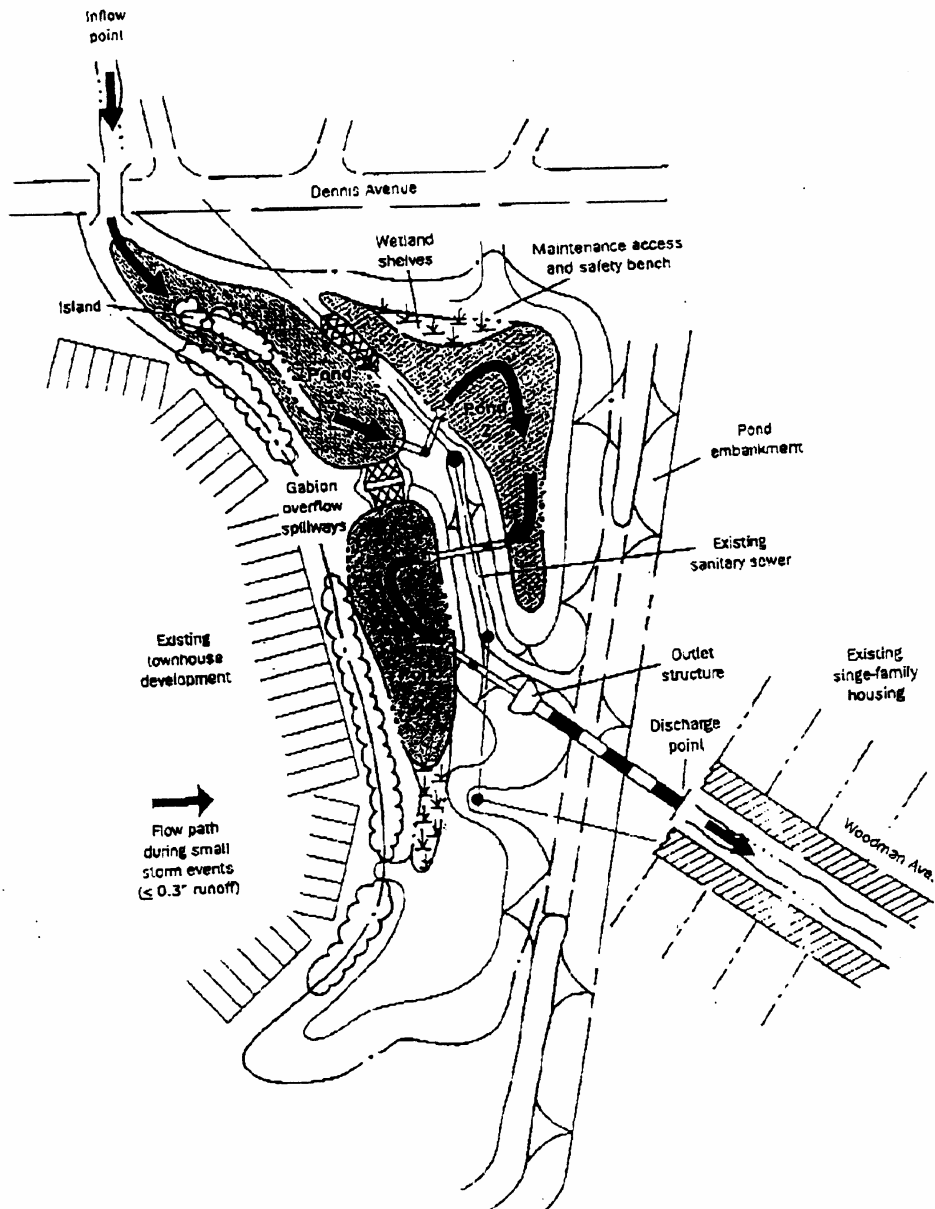 Inflow
point
Dennis Avenue
Wetland
shelves
Maintenance access
and safety bench
Island
Pond
Pond
2
Pond
embankment
Gabion
overflow
spillways
Existing
sanitary sewer
Existing
townhouse
development
Outlet
structure
Existing
singe-family
housing
Discharge
point
Woodman Ave.
Flow path
during small
storm events
(≤ 0.3" runoff)